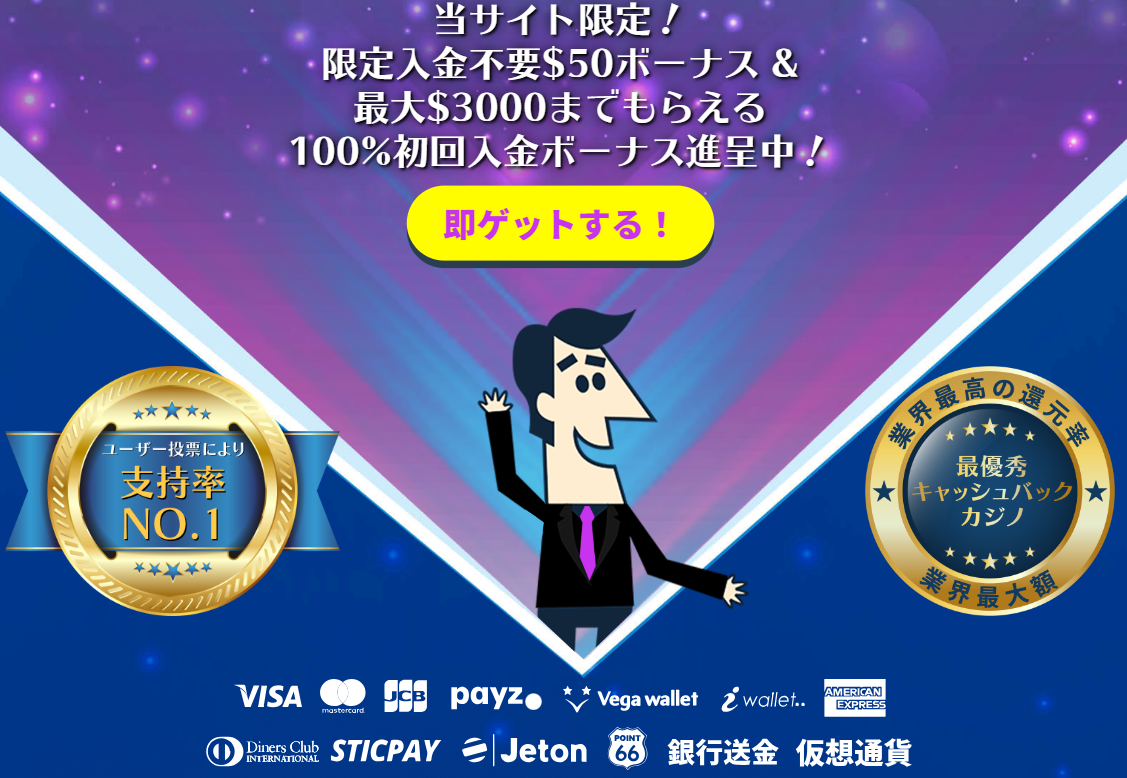 当サイト限定！
限定入金不要$50ボーナス &
最大$3000までもらえる
100%初回入金ボーナス進呈中！
即ゲットする！
ユーザー投票により
支持率
NO.1
業界最高の還元率
最優秀
キャッシュバック
カジノ
業界最大額
VISA mastercard. JCB payz. Vega wallet i wallet.. AMERICAN EXPRESS
Diners Club INTERNATIONAL STICPAY Jeton POINT 66 銀行送金 仮想通貨